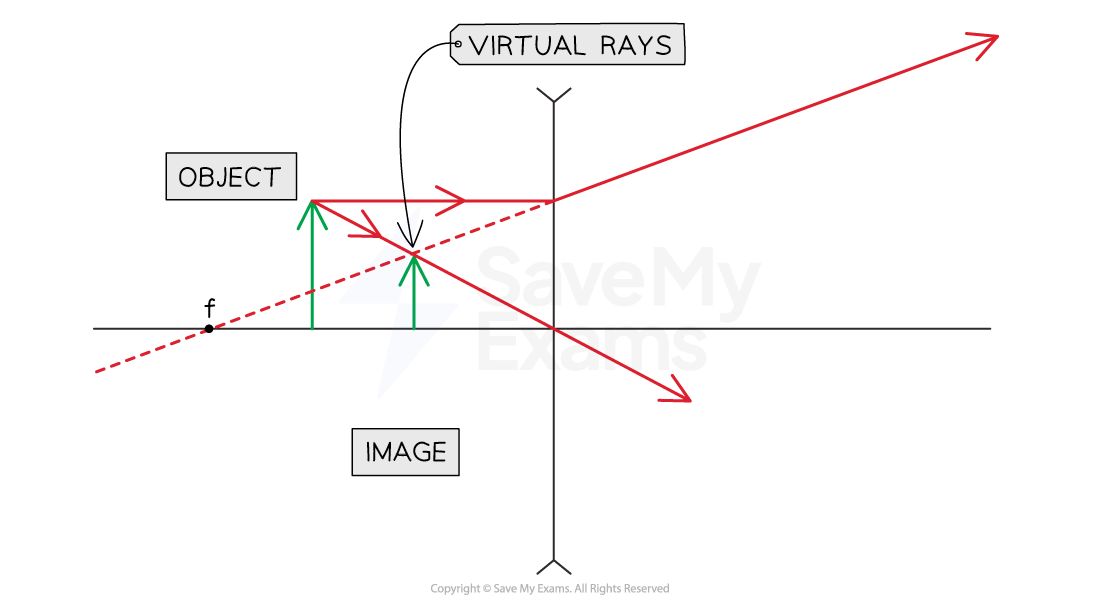 VIRTUAL RAYS
OBJECT
f
Save My
Exams
IMAGE
Copyright © Save My Exams. All Rights Reserved